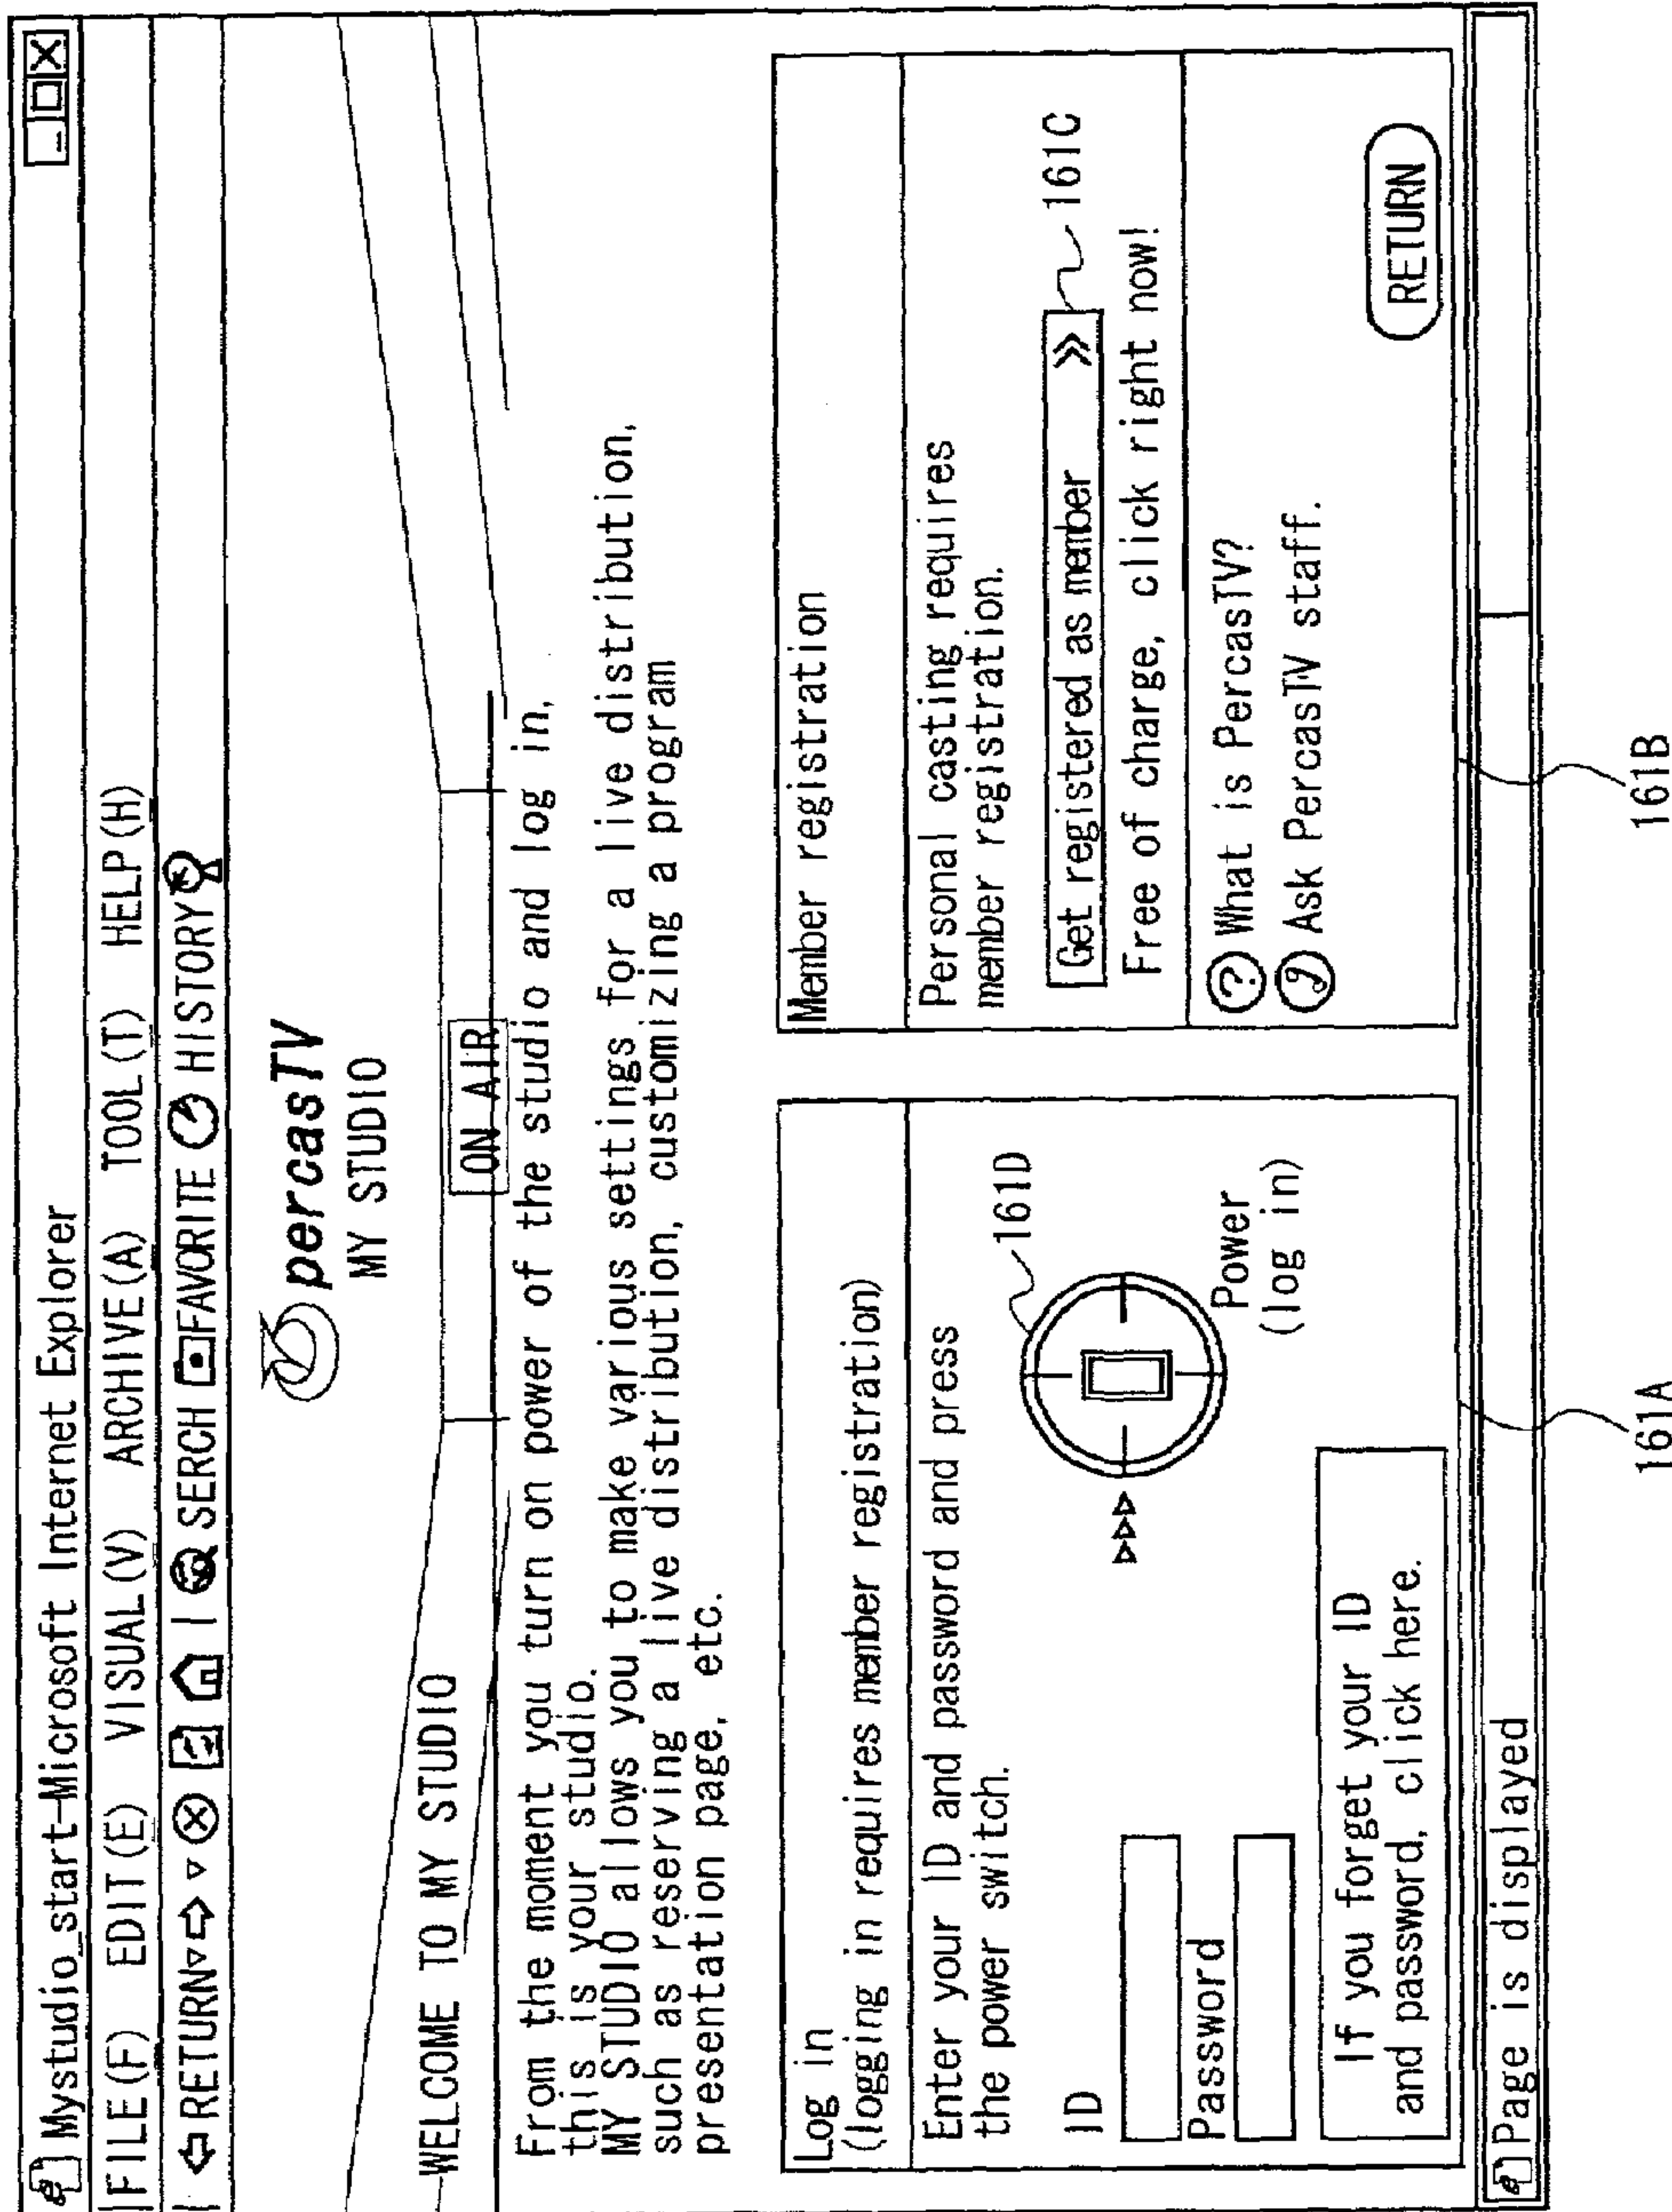 Mystudio_start-Microsoft Internet Explorer
FILE(F) EDIT(E) VISUAL(V) ARCHIVE(A) TOOL(T) HELP(H)
RETURN SERCH FAVORITE HISTORY
percasTV
MY STUDIO
WELCOME TO MY STUDIO
ON AIR
From the moment you turn on power of the studio and log in,
this is your studio.
MY STUDIO allows you to make various settings for a live distribution,
such as reserving a live distribution, customizing a program
presentation page, etc.
Log in
(logging in requires member registration)
Enter your ID and password and press
the power switch.
ID
Password
161D
Power
(log in)
If you forget your ID
and password, click here.
Member registration
Personal casting requires
member registration.
Get registered as member »
161C
Free of charge, click right now!
? What is PercasTV?
Ask PercasTV staff.
RETURN
Page is displayed
161A
161B